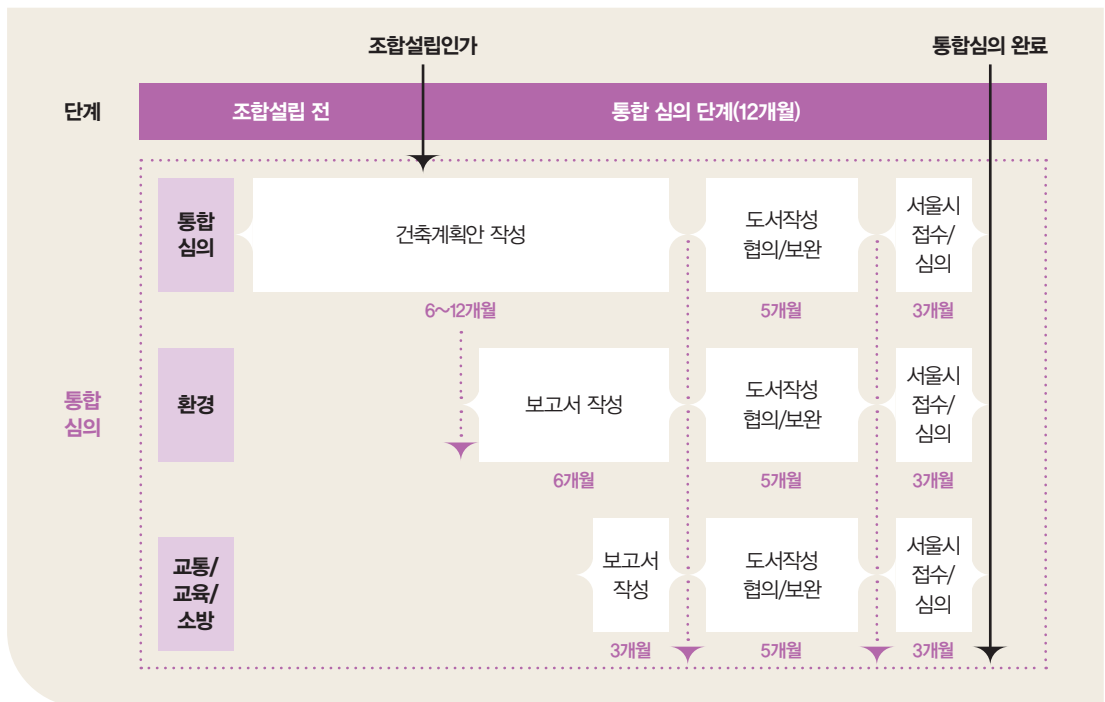 조합설립인가
통합심의 완료
단계
조합설립 전
통합 심의 단계(12개월)
통합
심의
통합
심의
건축계획안 작성
도서작성
협의/보완
서울시
접수/
심의
6~12개월
5개월
3개월
환경
보고서 작성
도서작성
협의/보완
서울시
접수/
심의
6개월
5개월
3개월
교통/
교육/
소방
보고서
작성
도서작성
협의/보완
서울시
접수/
심의
3개월
5개월
3개월